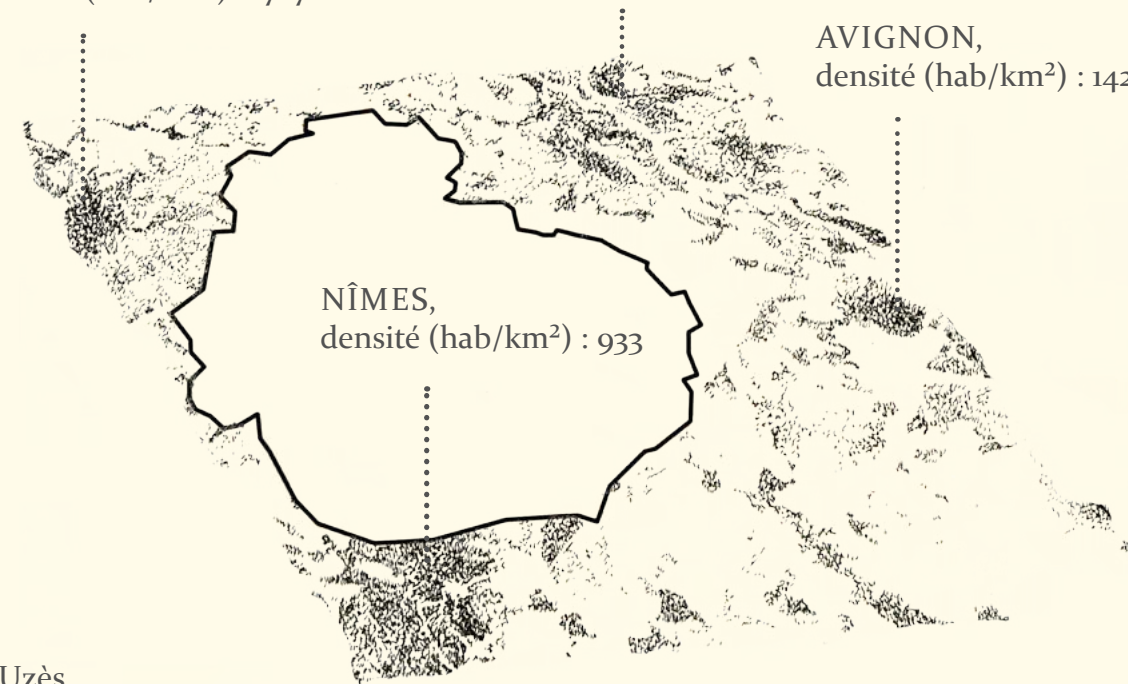 AVIGNON,
densité (hab/km²) : 142
NÎMES,
densité (hab/km²) : 933
Uzès